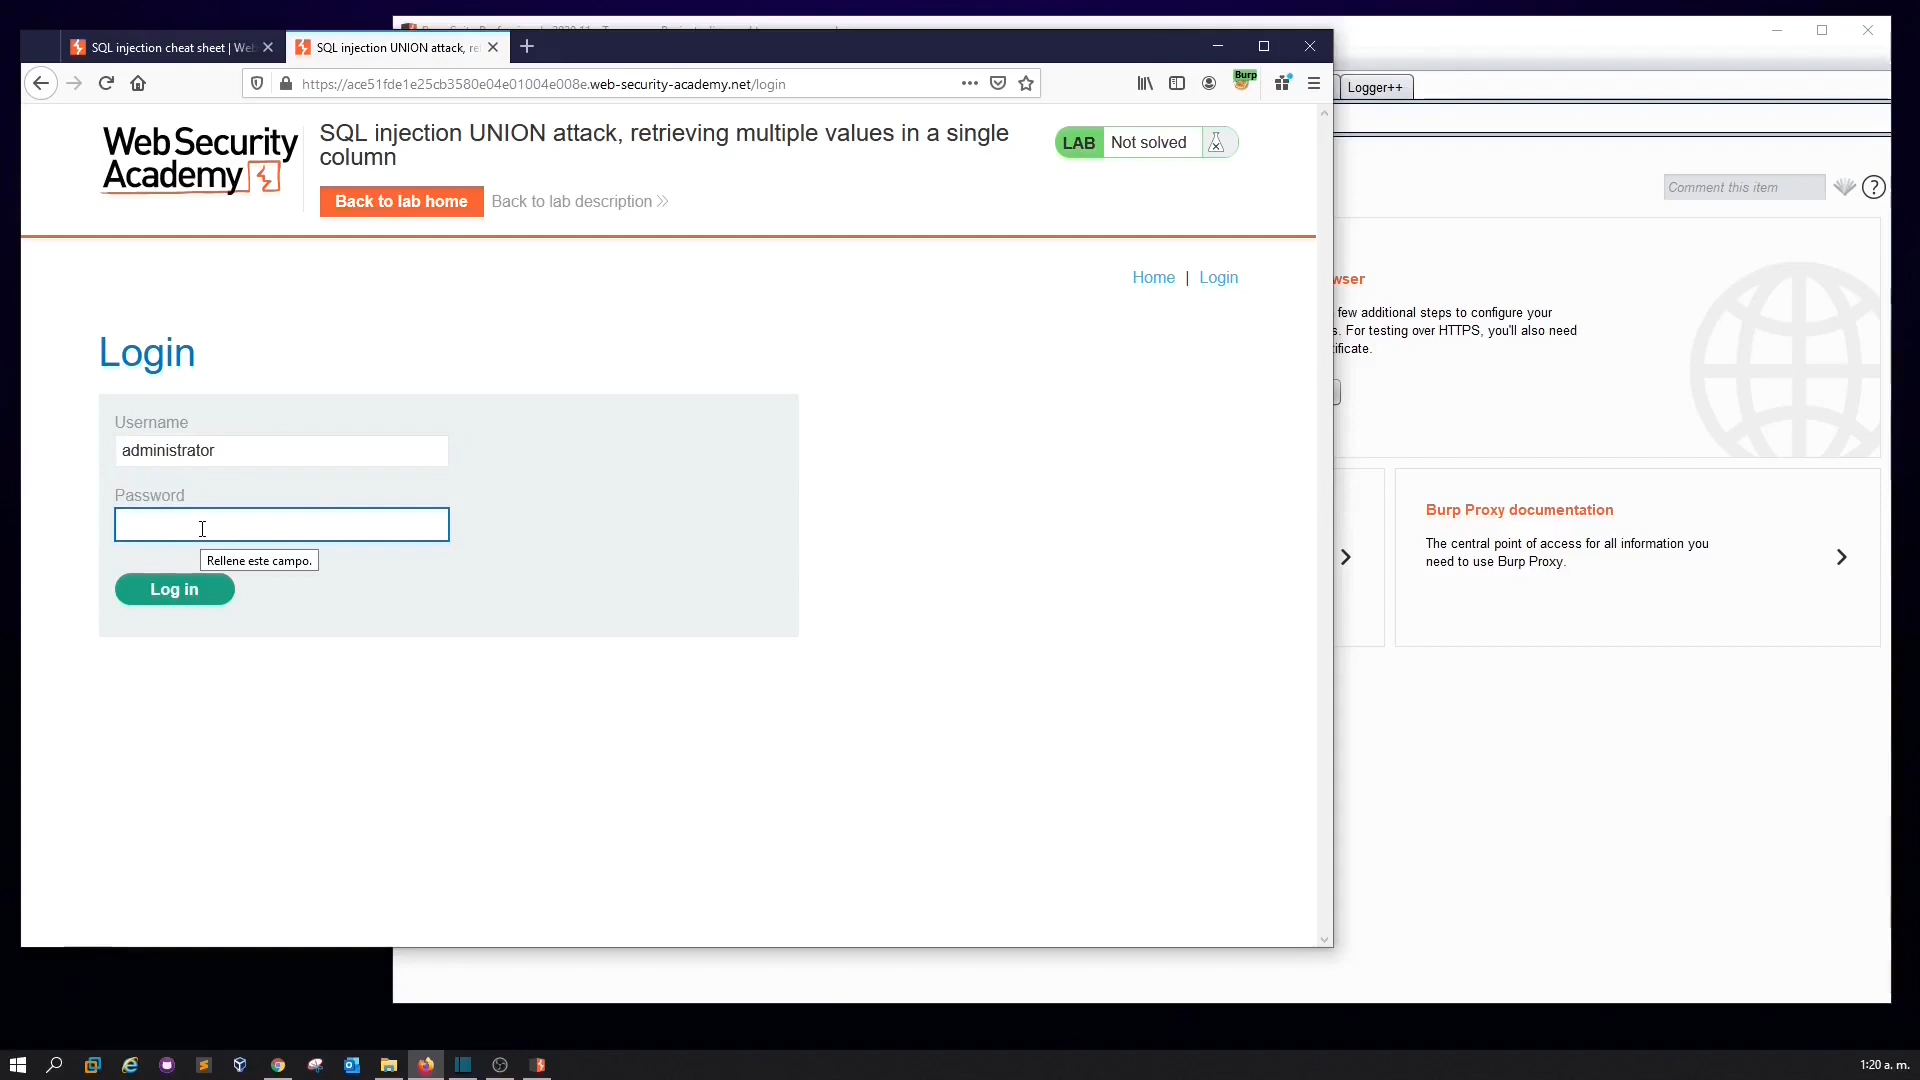 SQL injection cheat sheet | Web
SQL injection UNION attack, re
https://ace51fde1e25cb3580e04e01004e008e.web-security-academy.net/login
Burp
Logger++
Web Security
Academy
SQL injection UNION attack, retrieving multiple values in a single
column
LAB Not solved
Back to lab home
Back to lab description
Comment this item
?
Home | Login
wser
few additional steps to configure your
s. For testing over HTTPS, you'll also need
ificate.
Login
Username
administrator
Password
Rellene este campo.
Log in
Burp Proxy documentation
The central point of access for all information you
need to use Burp Proxy.
1:20 a. m.